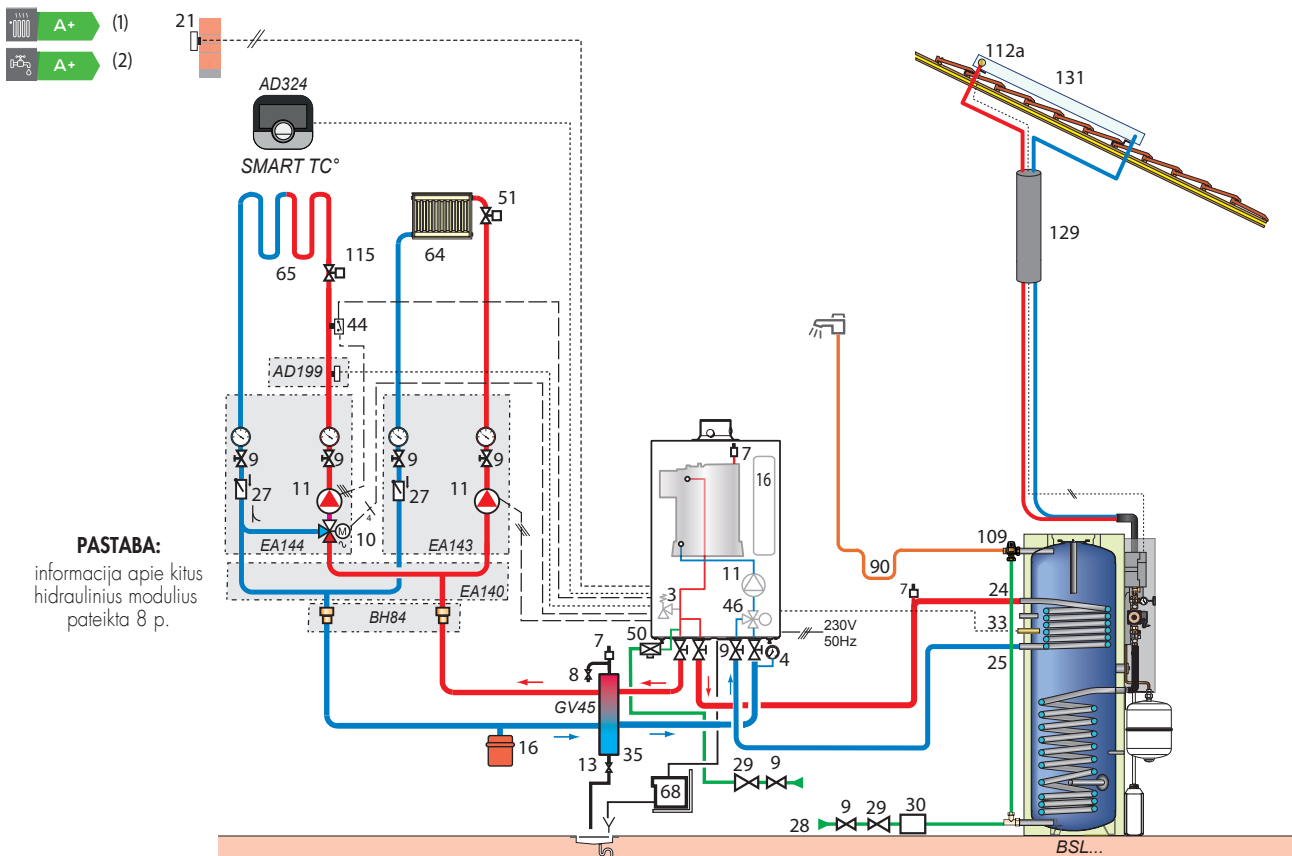 A+ (1)
A+ (2)
21
AD324
SMART TC°
112a
131
129
51
64
65
115
44
AD199
9
9
9
9
27
11
27
11
M
10
4
EA144
EA143
EA140
BH84
PASTABA:
informacija apie kitus
hidraulinius modulius
pateikta 8 p.
7
16
11
3
46
50
9
4
230V
50Hz
90
109
7
24
33
25
7
8
GV45
16
13
35
68
29
9
28
9
29
30
BSL...